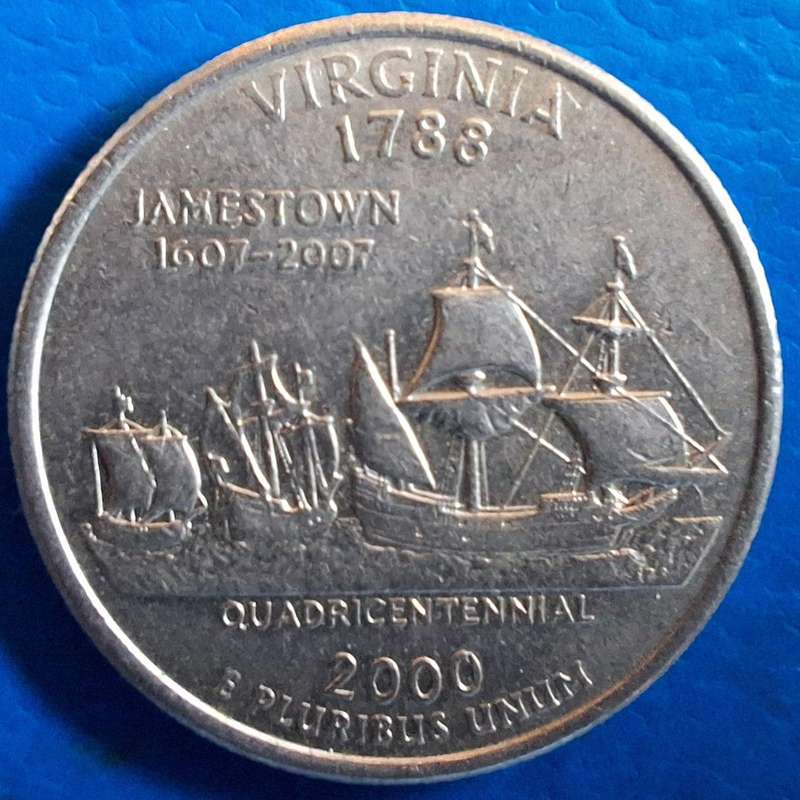 VIRGINIA
1788
JAMESTOWN
1607-2007
QUADRICENTENNIAL
2000
E PLURIBUS UNUM